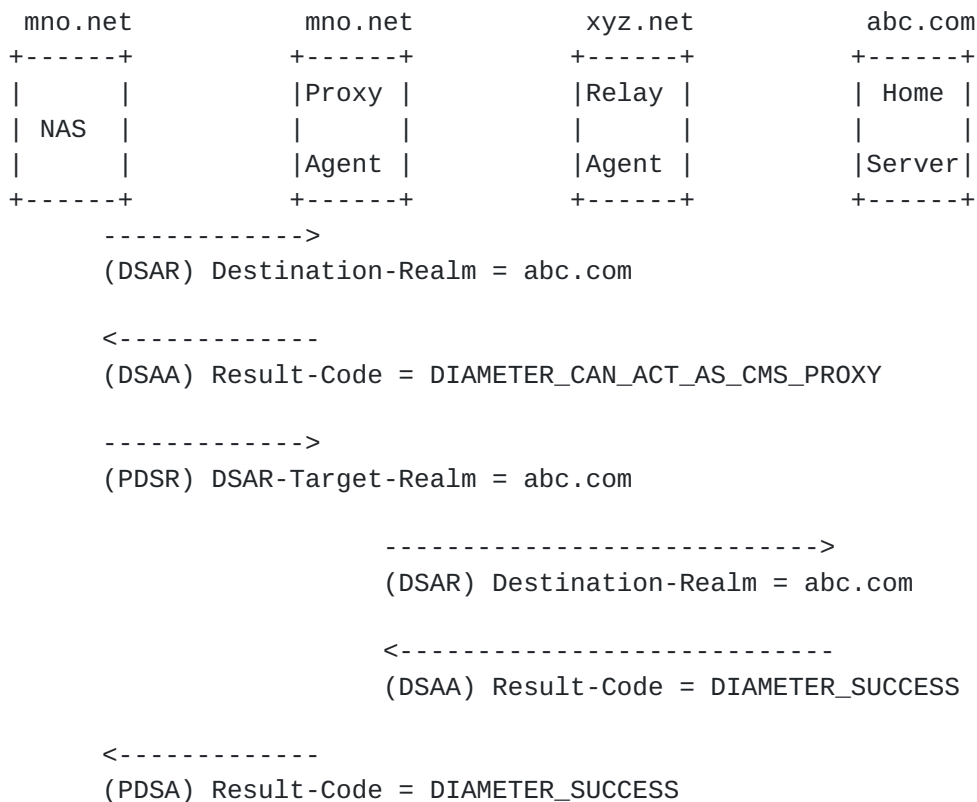 mno.net mno.net xyz.net abc.com
+------+ +------+ +------+ +------+
| | |Proxy | |Relay | | Home |
| NAS | | | | | | |
| | |Agent | |Agent | |Server|
+------+ +------+ +------+ +------+
------------->
(DSAR) Destination-Realm = abc.com
<-------------
(DSAA) Result-Code = DIAMETER_CAN_ACT_AS_CMS_PROXY
------------->
(PDSR) DSAR-Target-Realm = abc.com
---------------------------->
(DSAR) Destination-Realm = abc.com
<----------------------------
(DSAA) Result-Code = DIAMETER_SUCCESS
<-------------
(PDSA) Result-Code = DIAMETER_SUCCESS